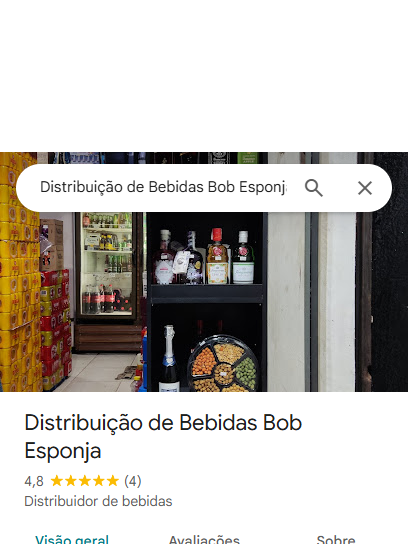 Distribuição de Bebidas Bob Esponj
Distribuição de Bebidas Bob
Esponja
4,8 (4)
Distribuidor de bebidas
Visão geral
Avaliações
Sobre